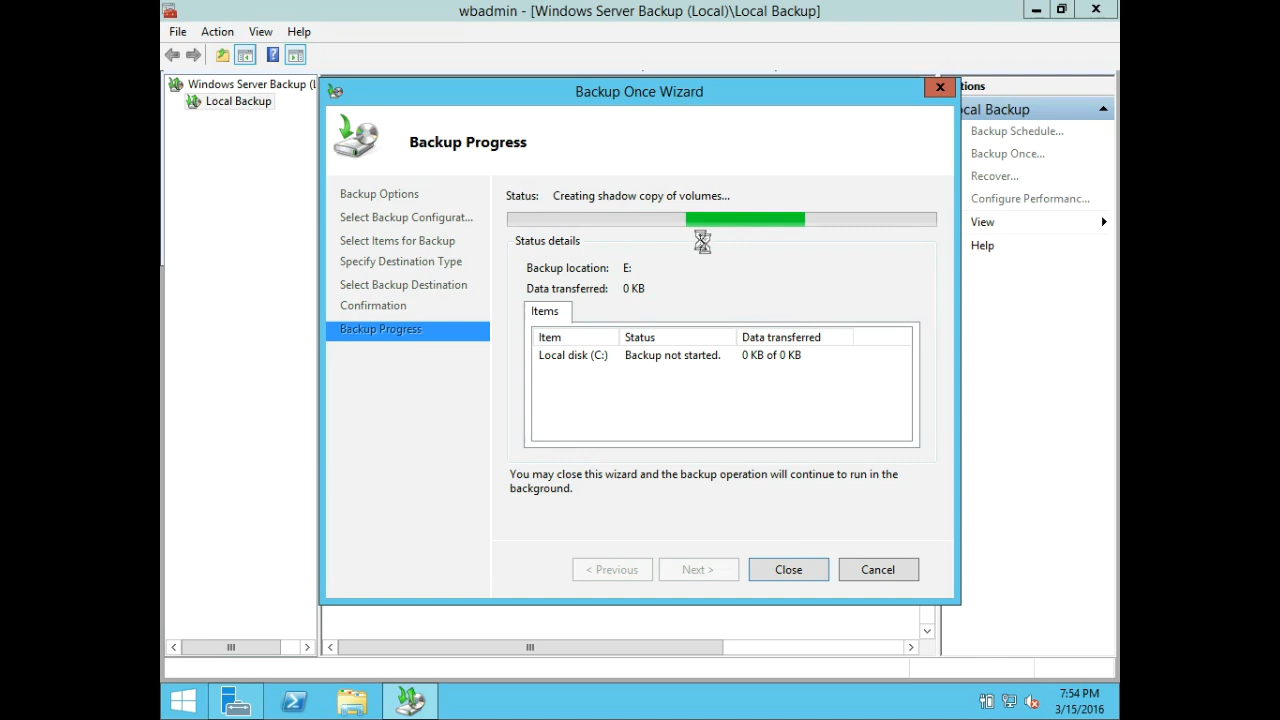 wbadmin - [Windows Server Backup (Local)\Local Backup]
File Action View Help
Windows Server Backup (L
Local Backup
Backup Once Wizard
Backup Progress
Backup Options
Select Backup Configurat...
Select Items for Backup
Specify Destination Type
Select Backup Destination
Confirmation
Backup Progress
Status: Creating shadow copy of volumes...
Status details
Backup location: E:
Data transferred: 0 KB
Items
Item Status Data transferred
Local disk (C:) Backup not started. 0 KB of 0 KB
You may close this wizard and the backup operation will continue to run in the
background.
< Previous Next > Close Cancel
tions
cal Backup
Backup Schedule...
Backup Once...
Recover...
Configure Performanc...
View
Help
7:54 PM
3/15/2016